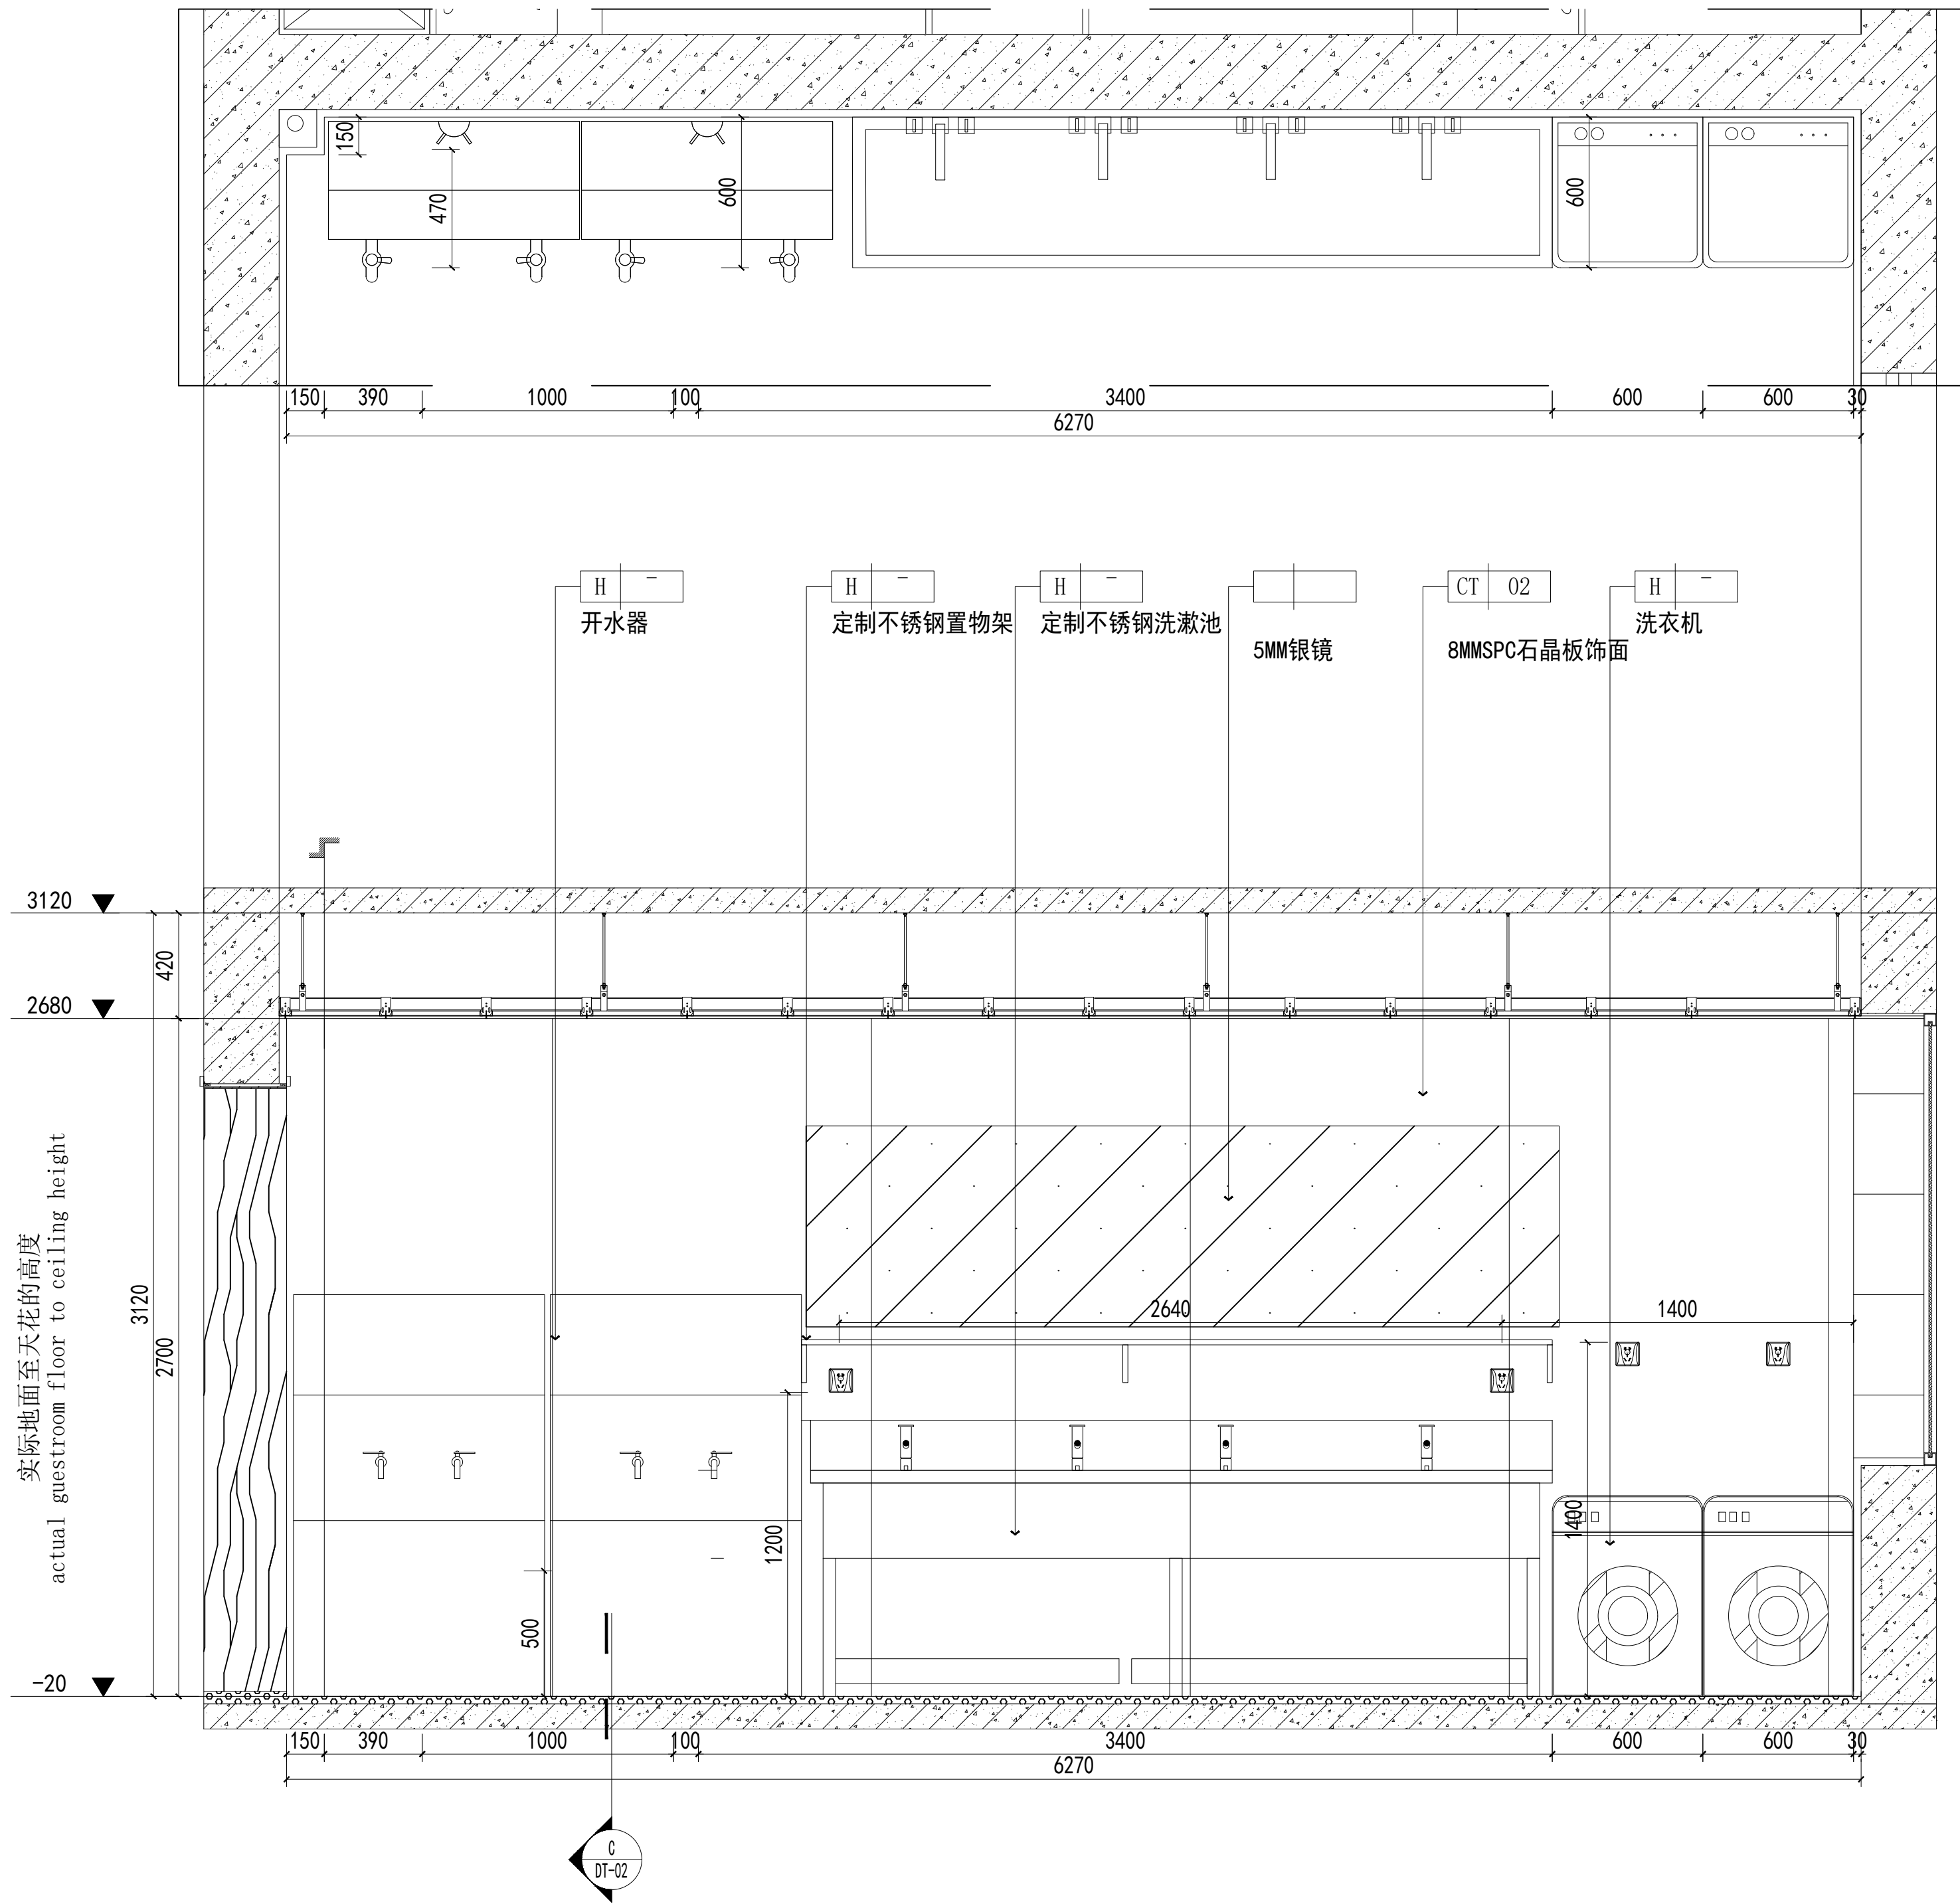 150
470
600
600
150 390 1000 100 3400 600 600 30
6270
H -
开水器
H -
定制不锈钢置物架
H -
定制不锈钢洗漱池
5MM银镜
CT 02
8MMSPC石晶板饰面
H -
洗衣机
3120
420
2680
实际地面至天花的高度
actual guestroom floor to ceiling height
3120
2700
2640
1400
1200
1400
500
-20
150 390 1000 100 3400 600 600 30
6270
C
DT-02